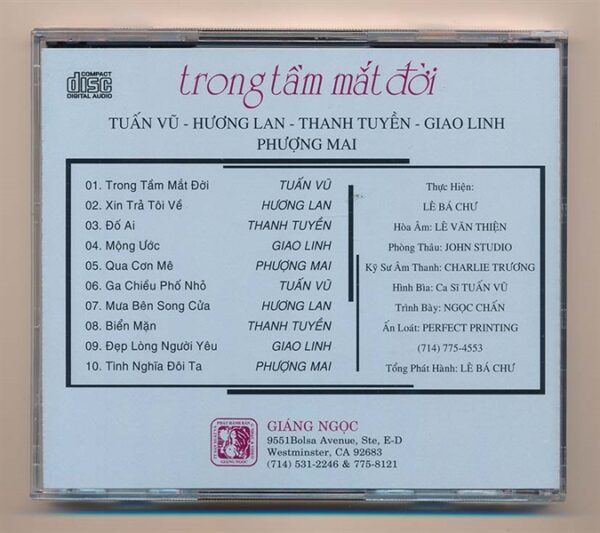 COMPACT
disc
DIGITAL AUDIO
trong tầm mắt đời
TUẤN VŨ - HƯƠNG LAN - THANH TUYỀN - GIAO LINH
PHƯỢNG MAI
01. Trong Tầm Mắt Đời TUẤN VŨ
02. Xin Trả Tôi Về HƯƠNG LAN
03. Đố Ai THANH TUYỀN
04. Mộng Ước GIAO LINH
05. Qua Cơn Mê PHƯỢNG MAI
06. Ga Chiều Phố Nhỏ TUẤN VŨ
07. Mưa Bên Song Cửa HƯƠNG LAN
08. Biển Mặn THANH TUYỀN
09. Đẹp Lòng Người Yêu GIAO LINH
10. Tình Nghĩa Đôi Ta PHƯỢNG MAI
Thực Hiện:
LÊ BÁ CHƯ
Hòa Âm: LÊ VĂN THIỆN
Phòng Thâu: JOHN STUDIO
Kỹ Sư Âm Thanh: CHARLIE TRƯƠNG
Hình Bìa: Ca Sĩ TUẤN VŨ
Trình Bày: NGỌC CHẤN
Ấn Loát: PERFECT PRINTING
(714) 775-4553
Tổng Phát Hành: LÊ BÁ CHƯ
GIÁNG NGỌC
GIÁNG NGỌC
9551Bolsa Avenue, Ste, E-D
Westminster, CA 92683
(714) 531-2246 & 775-8121